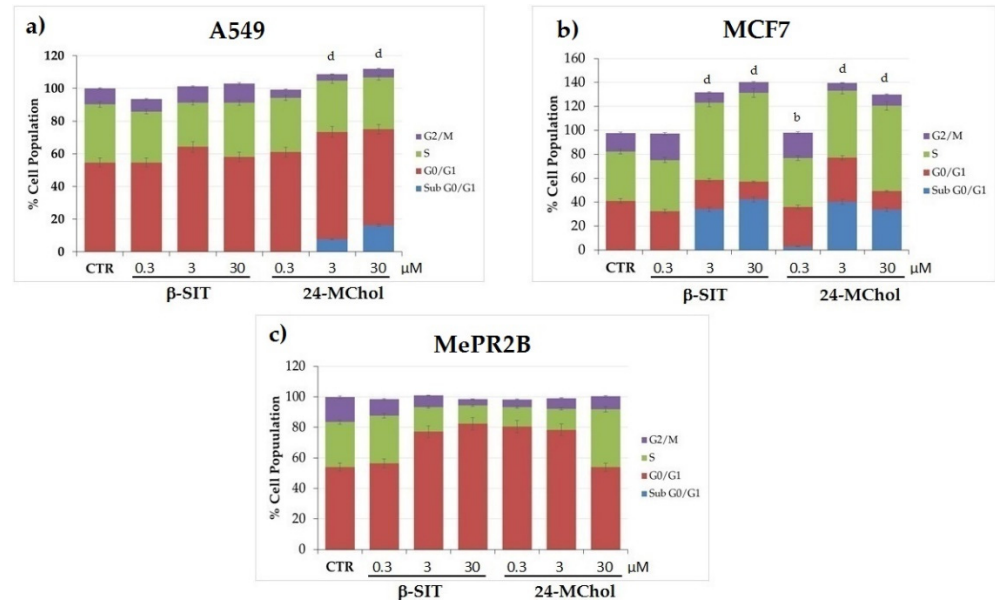 a)
A549
% Cell Population
120
100
80
60
40
20
0
d d
G2/M
S
G0/G1
Sub G0/G1
CTR 0.3 3 30 0.3 3 30 μM
β-SIT 24-MChol
b)
MCF7
% Cell Population
160
140
120
100
80
60
40
20
0
d d b d d
G2/M
S
G0/G1
Sub G0/G1
CTR 0.3 3 30 0.3 3 30 μM
β-SIT 24-MChol
c)
MePR2B
% Cell Popuulation
120
100
80
60
40
20
0
G2/M
S
G0/G1
Sub G0/G1
CTR 0.3 3 30 0.3 3 30 μM
β-SIT 24-MChol